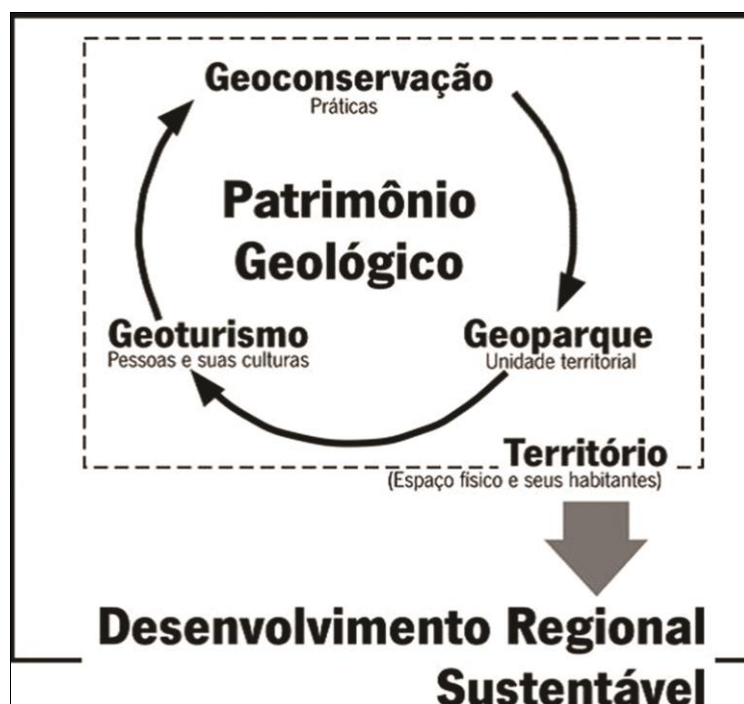 Geoconservação
Práticas
Patrimônio
Geológico
Geoturismo
Pessoas e suas culturas
Geoparque
Unidade territorial
Território
(Espaço físico e seus habitantes)
Desenvolvimento Regional
Sustentável